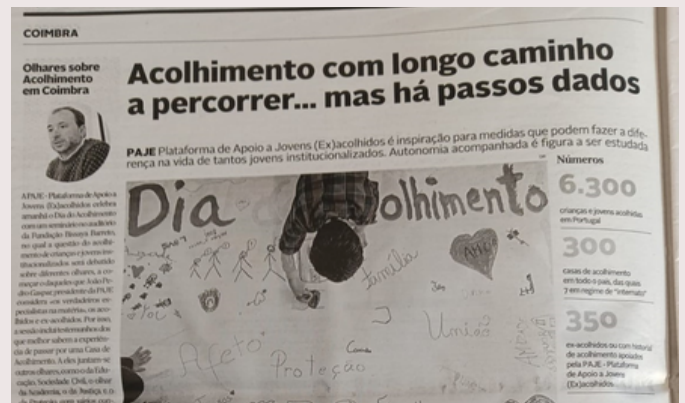 COIMBRA
Olhares sobre
Acolhimento
em Coimbra
Acolhimento com longo caminho
a percorrer... mas há passos dados
PAJE Plataforma de Apoio a Jovens (Ex)acolhidos é inspiração para medidas que podem fazer a dife-
rença na vida de tantos jovens institucionalizados. Autonomia acompanhada é figura a ser estudada
A PAJE - Plataforma de Apoio a
Jovens (Ex)acolhidos celebra
amanhã o Dia do Acolhimento
com um seminário no auditório
da Fundação Bissaya Barreto,
no qual a questão do acolhi-
mento de crianças e jovens ins-
titucionalizados será debatido
sobre diferentes olhares, a co-
meçar o daqueles que João Pe-
dro Gaspar, presidente da PAJE
considera «os verdadeiros es-
pecialistas na matéria», os aco-
lhidos e ex-acolhidos. Por isso,
a sessão inclui testemunhos dos
que melhor sabem a experiên-
cia de passar por uma Casa de
Acolhimento. A eles juntam-se
outros olhares, como o da Edu-
cação, Sociedade Civil, o olhar
da Academia, o da Justiça e o
da Proteção, com vários
Dia olhimento
família
AMO
União
Afeto
Proteção
Números
6.300
crianças e jovens acolhidos
em Portugal
300
casas de acolhimento
em todo o país, das quais
7 em regime de "internato"
350
ex-acolhidos ou com historial
de acolhimento apoiados
pela PAJE - Plataforma
de Apoio a Jovens
(Ex)acolhidos